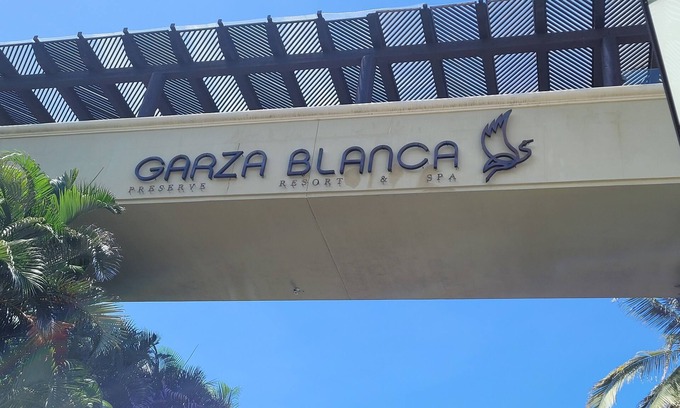 GARZA BLANCA
PRESERVE RESORT & SPA